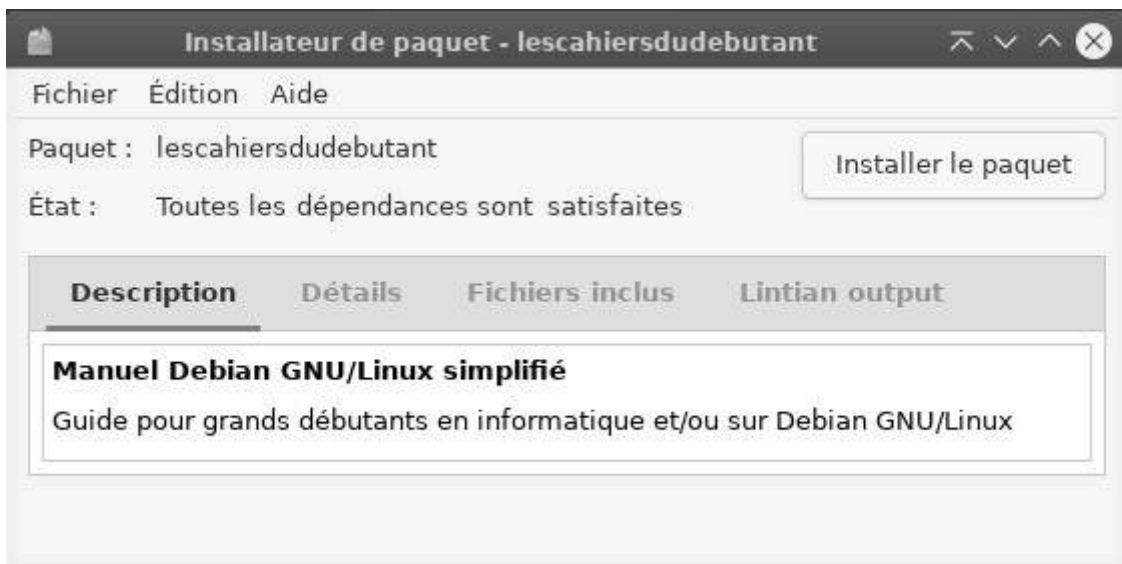 Installateur de paquet - lescahiersdudebutant
Fichier Édition Aide
Paquet : lescahiersdudebutant
Installer le paquet
État : Toutes les dépendances sont satisfaites
Description Détails Fichiers inclus Lintian output
Manuel Debian GNU/Linux simplifié
Guide pour grands débutants en informatique et/ou sur Debian GNU/Linux